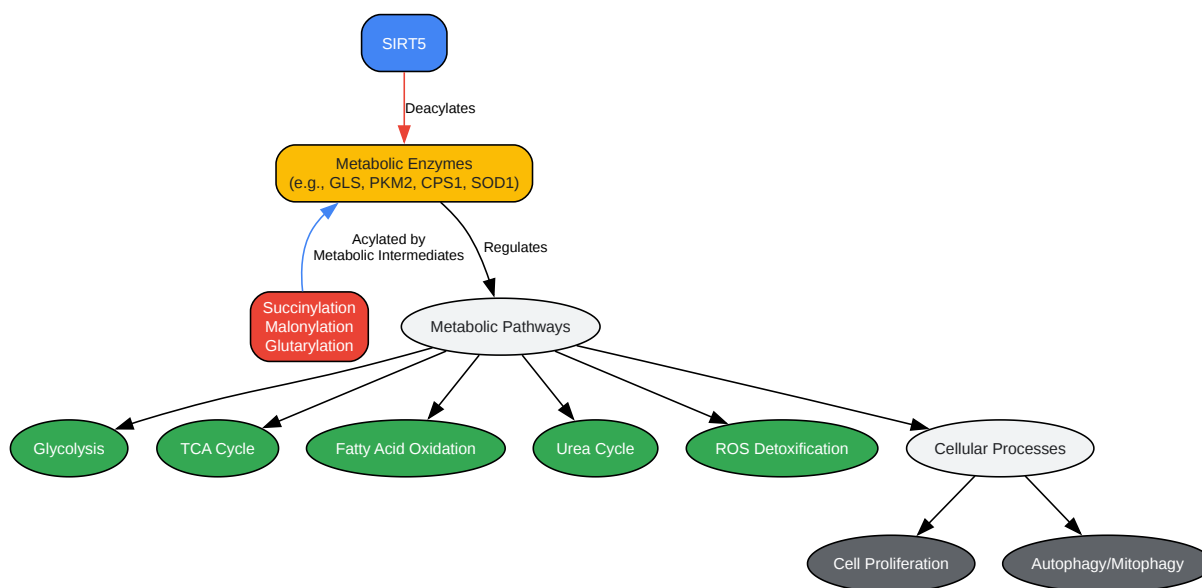 SIRT5
Deacylates
Metabolic Enzymes
(e.g., GLS, PKM2, CPS1, SOD1)
Acylated by
Metabolic Intermediates
Regulates
Succinylation
Malonylation
Glutarylation
Metabolic Pathways
Glycolysis
TCA Cycle
Fatty Acid Oxidation
Urea Cycle
ROS Detoxification
Cellular Processes
Cell Proliferation
Autophagy/Mitophagy